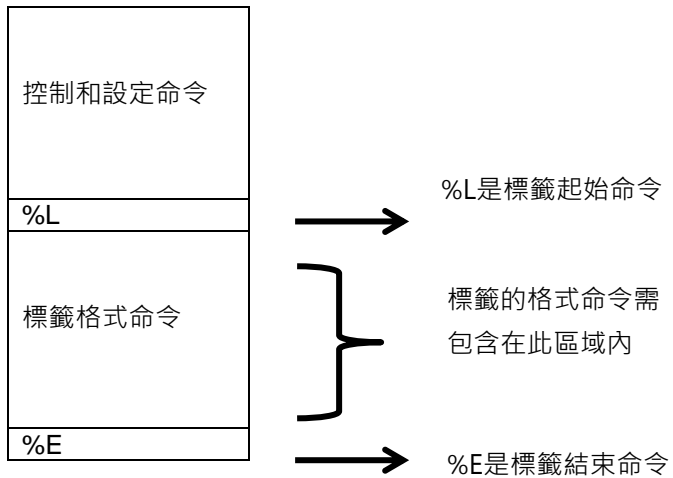 控制和設定命令
%L
%L是標籤起始命令
標籤格式命令
標籤的格式命令需
包含在此區域內
%E
%E是標籤結束命令